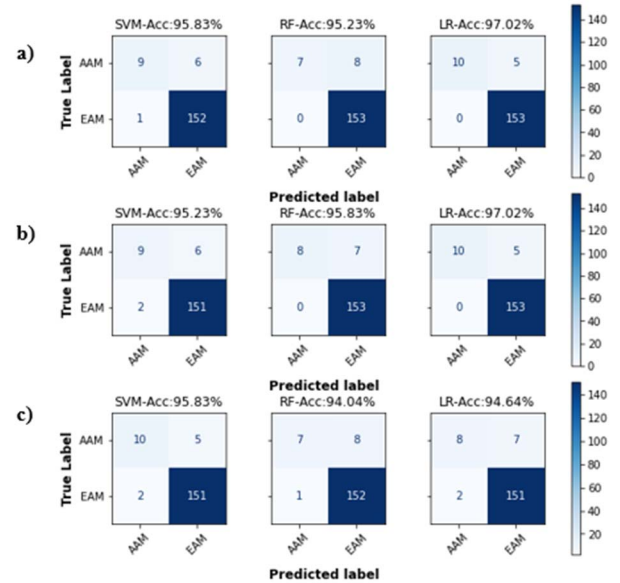 a)
SVM-Acc:95.83% RF-Acc:95.23% LR-Acc:97.02%
True Label
AAM 9 6 7 8 10 5
EAM 1 152 0 153 0 153
AAM EAM AAM EAM AAM EAM
Predicted label
140
120
100
80
60
40
20
0
b)
SVM-Acc:95.23% RF-Acc:95.83% LR-Acc:97.02%
True Label
AAM 9 6 8 7 10 5
EAM 2 151 0 153 0 153
AAM EAM AAM EAM AAM EAM
Predicted label
140
120
100
80
60
40
20
0
c)
SVM-Acc:95.83% RF-Acc:94.04% LR-Acc:94.64%
True Label
AAM 10 5 7 8 8 7
EAM 2 151 1 152 2 151
AAM EAM AAM EAM AAM EAM
Predicted label
140
120
100
80
60
40
20